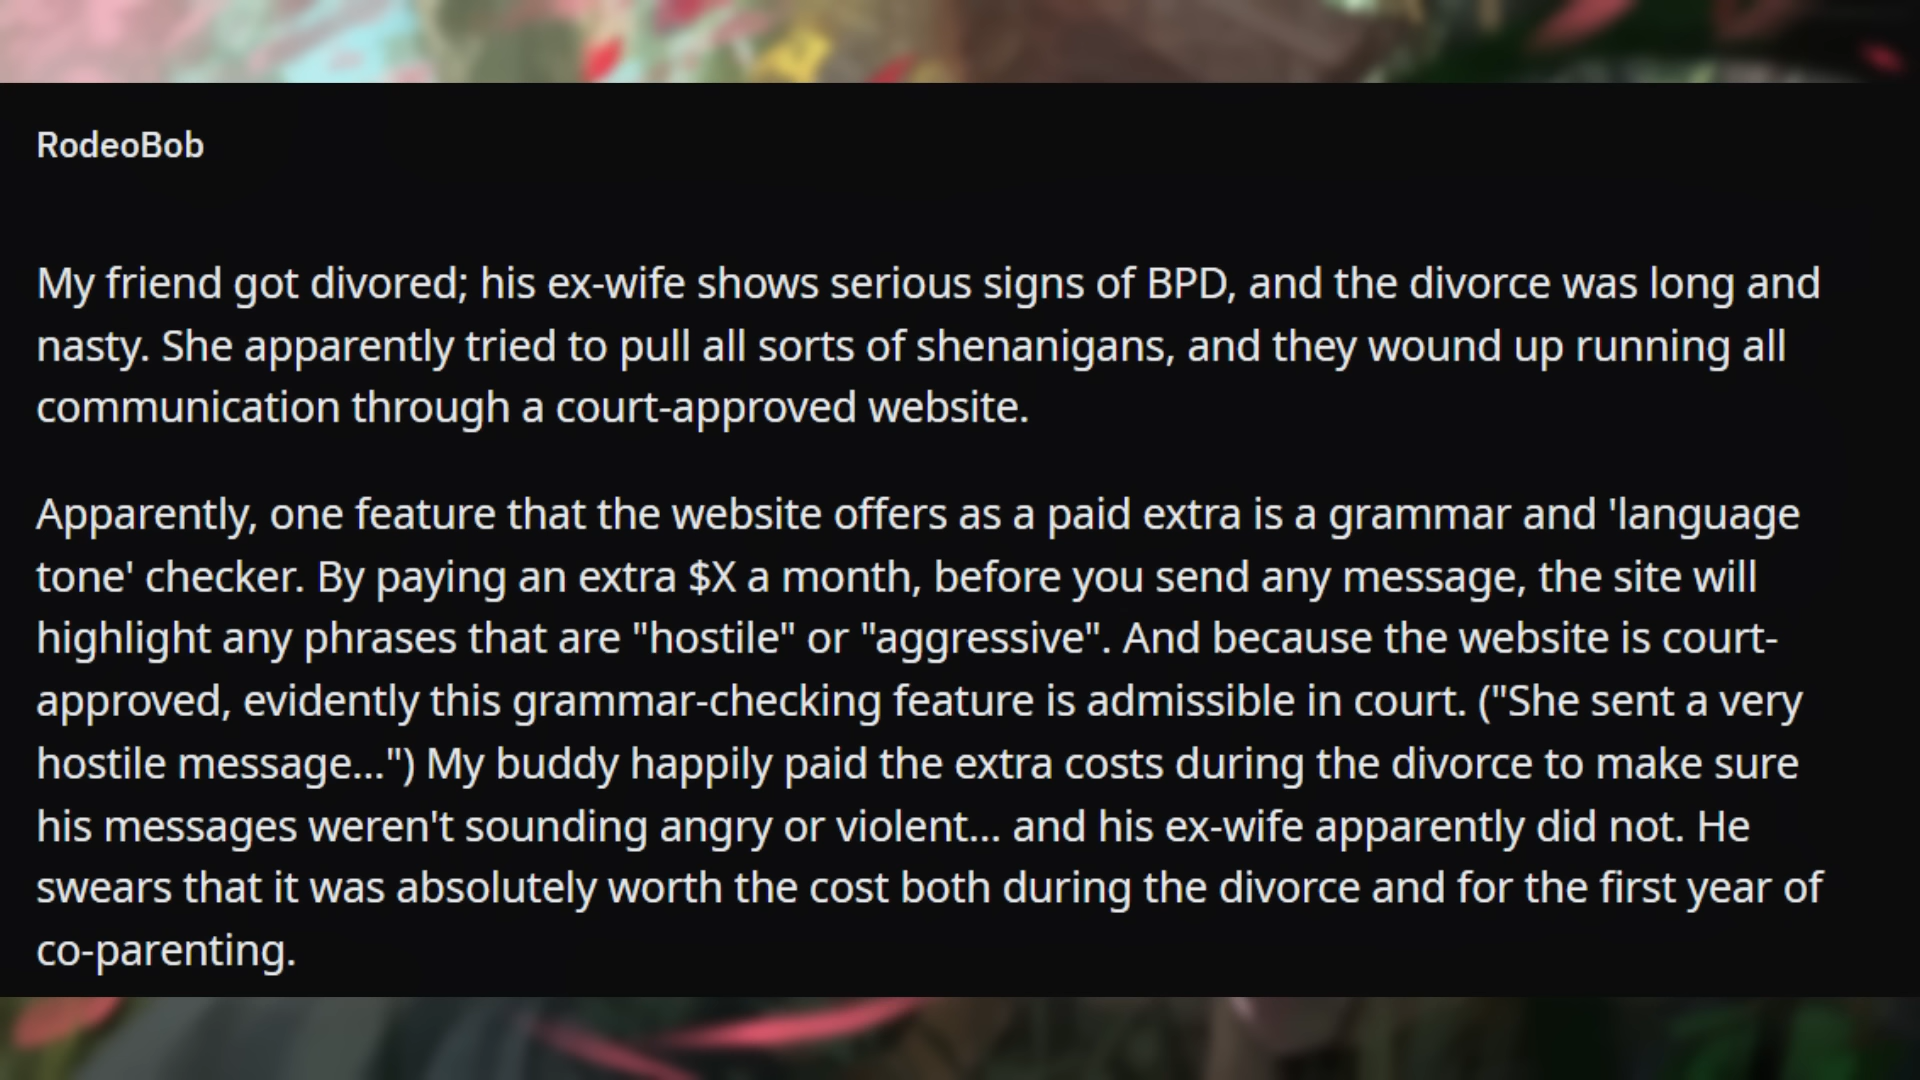 RodeoBob
My friend got divored; his ex-wife shows serious signs of BPD, and the divorce was long and
nasty. She apparently tried to pull all sorts of shenanigans, and they wound up running all
communication through a court-approved website.
Apparently, one feature that the website offers as a paid extra is a grammar and 'language
tone' checker. By paying an extra $X a month, before you send any message, the site will
highlight any phrases that are "hostile" or "aggressive". And because the website is court-
approved, evidently this grammar-checking feature is admissible in court. ("She sent a very
hostile message...") My buddy happily paid the extra costs during the divorce to make sure
his messages weren't sounding angry or violent... and his ex-wife apparently did not. He
swears that it was absolutely worth the cost both during the divorce and for the first year of
co-parenting.